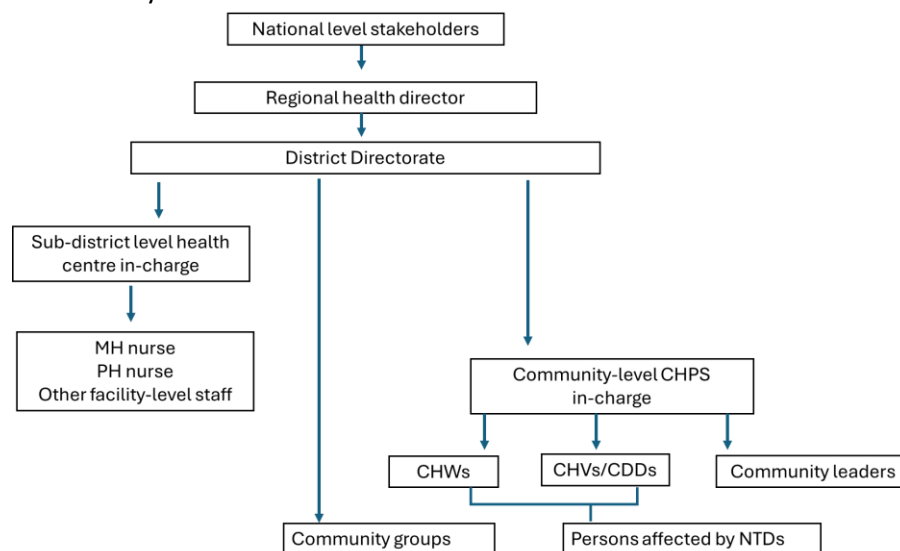 National level stakeholders
Regional health director
District Directorate
Sub-district level health
centre in-charge
MH nurse
PH nurse
Other facility-level staff
Community-level CHPS
in-charge
CHWs
CHVs/CDDs
Community leaders
Community groups
Persons affected by NTDs